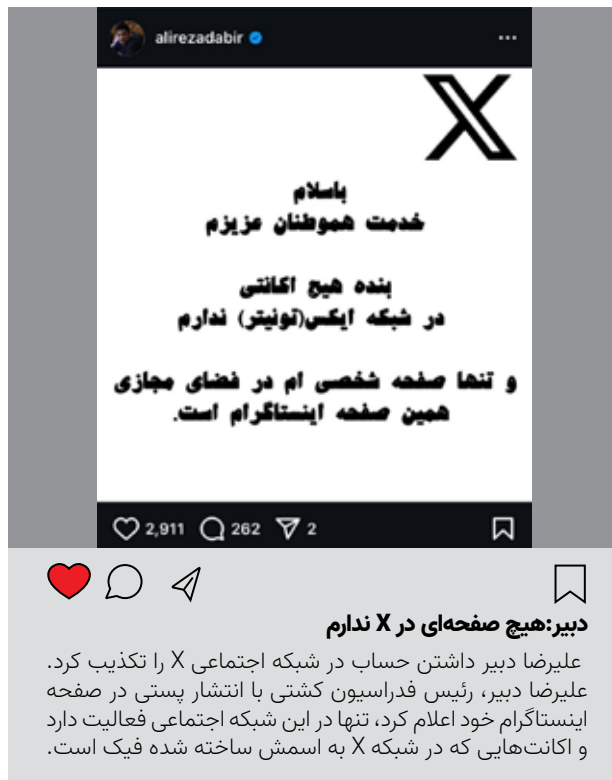 alirezadabir
باسلام
خدمت هموطنان عزیزم
بنده هیچ اکانتی
در شبکه ایکس(توئیتر) ندارم
و تنها صفحه شخصی ام در فضای مجازی
همین صفحه اینستاگرام است.
2,911 262 2
دبیر:هیچ صفحه‌ای در X ندارم
علیرضا دبیر داشتن حساب در شبکه اجتماعی X را تکذیب کرد.
علیرضا دبیر، رئیس فدراسیون کشتی با انتشار پستی در صفحه
اینستاگرام خود اعلام کرد، تنها در این شبکه اجتماعی فعالیت دارد
و اکانت‌هایی که در شبکه X به اسمش ساخته شده فیک است.